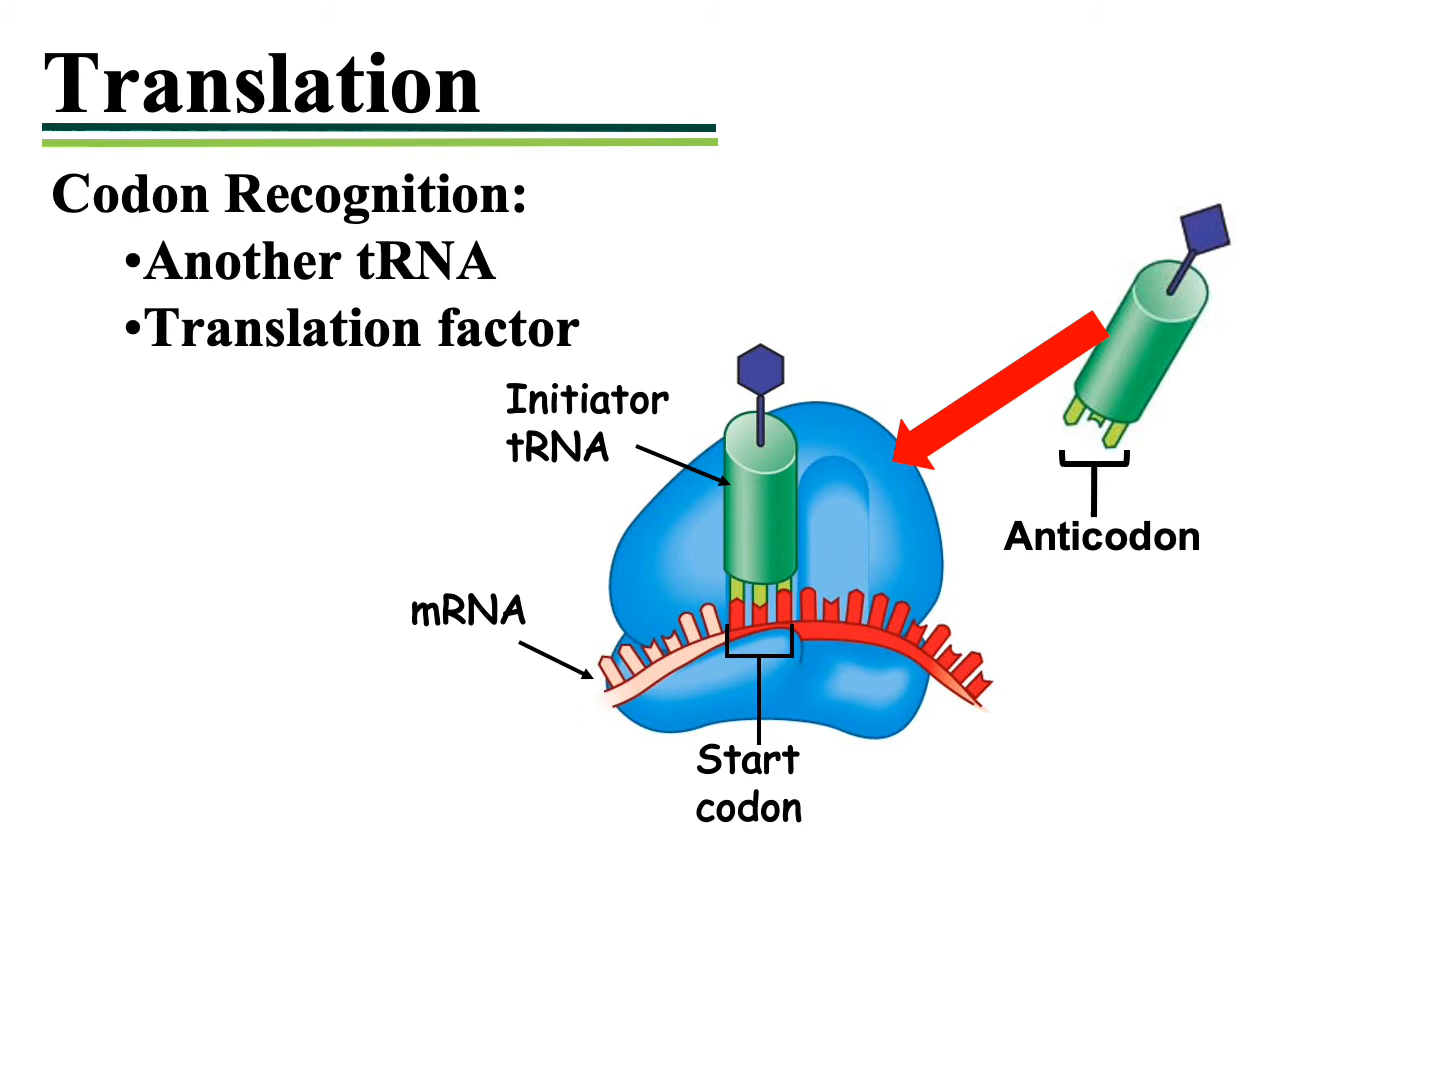 Translation
Codon Recognition:
•Another tRNA
•Translation factor
Initiator
tRNA
Anticodon
mRNA
Start
codon